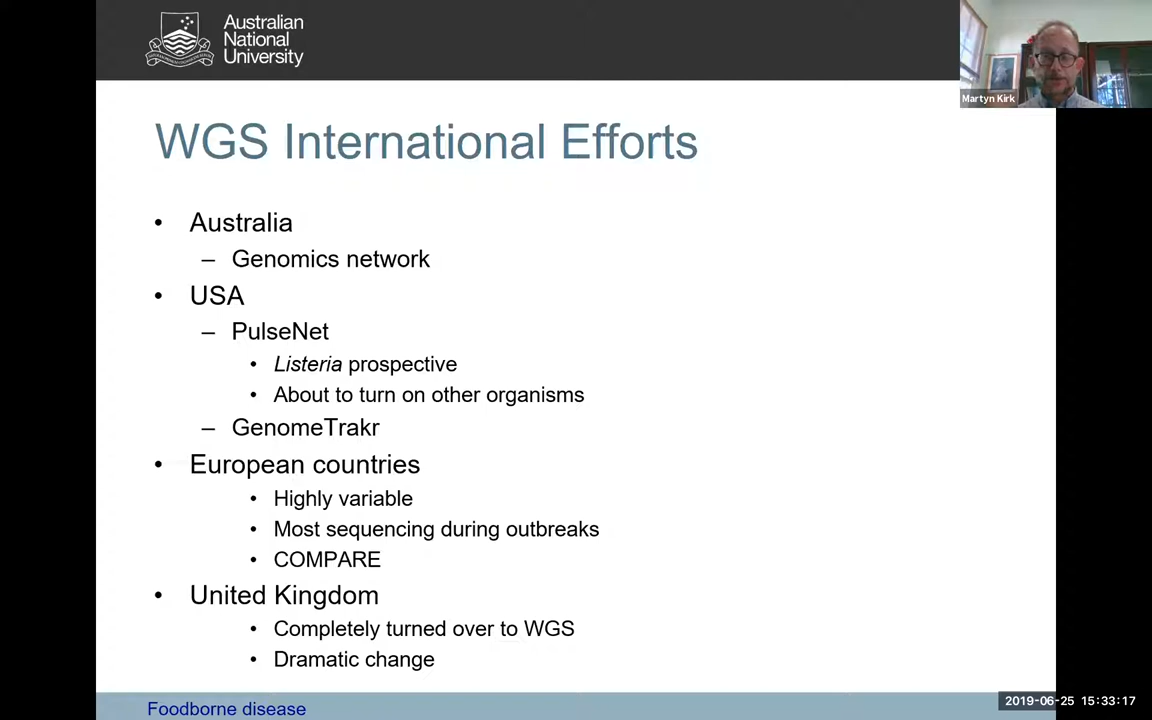 Australian
National
University
Martyn Kirk
WGS International Efforts
• Australia
– Genomics network
• USA
– PulseNet
• Listeria prospective
• About to turn on other organisms
– GenomeTrakr
• European countries
• Highly variable
• Most sequencing during outbreaks
• COMPARE
• United Kingdom
• Completely turned over to WGS
• Dramatic change
Foodborne disease
2019-06-25 15:33:17